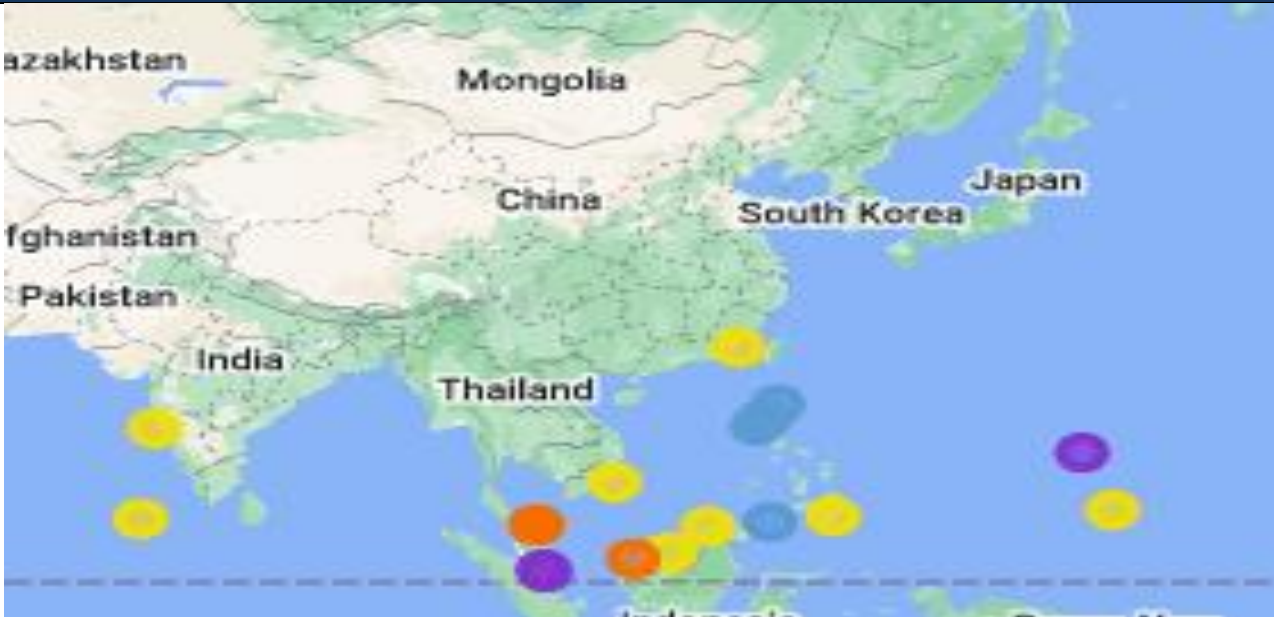 azakhstan
Mongolia
China
Japan
South Korea
fghanistan
Pakistan
India
Thailand